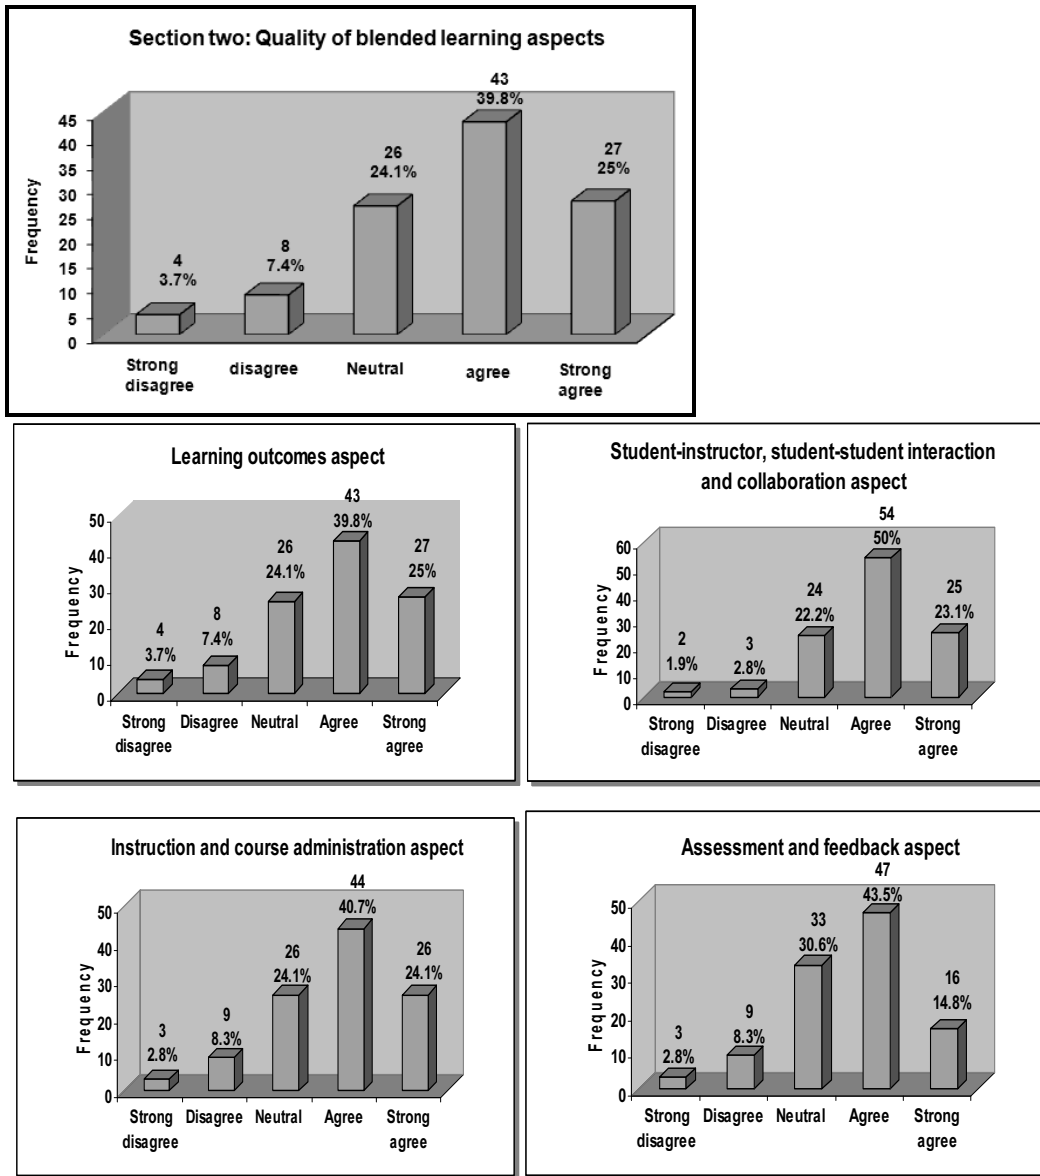 Section two: Quality of blended learning aspects
Frequency
45
40
35
30
25
20
15
10
5
0
4
3.7%
8
7.4%
26
24.1%
43
39.8%
27
25%
Strong
disagree
disagree
Neutral
agree
Strong
agree
Learning outcomes aspect
Frequency
50
40
30
20
10
0
4
3.7%
8
7.4%
26
24.1%
43
39.8%
27
25%
Strong
disagree
Disagree
Neutral
Agree
Strong
agree
Student-instructor, student-student interaction
and collaboration aspect
Frequency
60
50
40
30
20
10
0
2
1.9%
3
2.8%
24
22.2%
54
50%
25
23.1%
Strong
disagree
Disagree
Neutral
Agree
Strong
agree
Instruction and course administration aspect
Frequency
50
40
30
20
10
0
3
2.8%
9
8.3%
26
24.1%
44
40.7%
26
24.1%
Strong
disagree
Disagree
Neutral
Agree
Strong
agree
Assessment and feedback aspect
Frequency
50
40
30
20
10
0
3
2.8%
9
8.3%
33
30.6%
47
43.5%
16
14.8%
Strong
disagree
Disagree
Neutral
Agree
Strong
agree